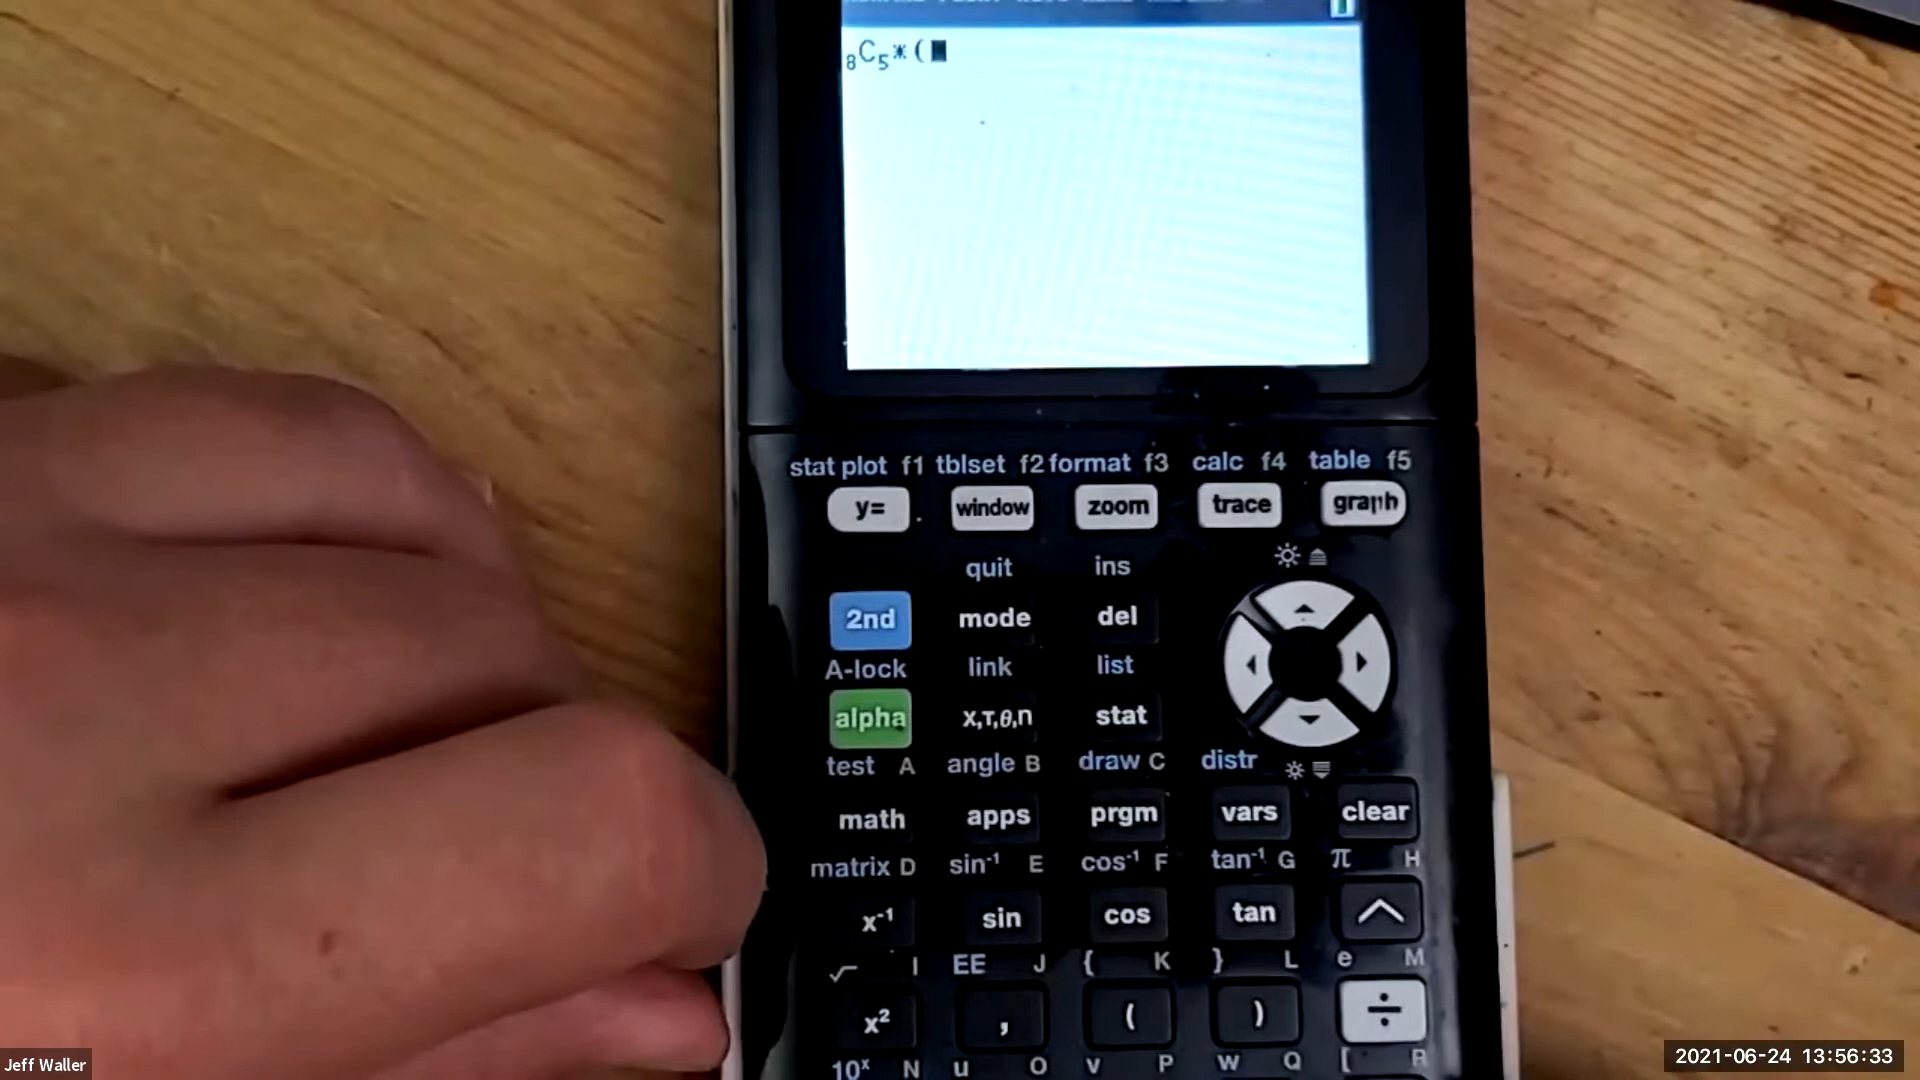 ₈C₅*(
stat plot f1 tblset f2 format f3 calc f4 table f5
y= window zoom trace graph
quit ins
2nd mode del
A-lock link list
alpha X,T,θ,n stat
test A angle B draw C distr
math apps prgm vars clear
matrix D sin⁻¹ E cos⁻¹ F tan⁻¹ G π H
x⁻¹ sin cos tan ^
√ I EE J { K } L e M
x² , ( ) ÷
10ˣ N u O v P w Q [ R
Jeff Waller
2021-06-24 13:56:33